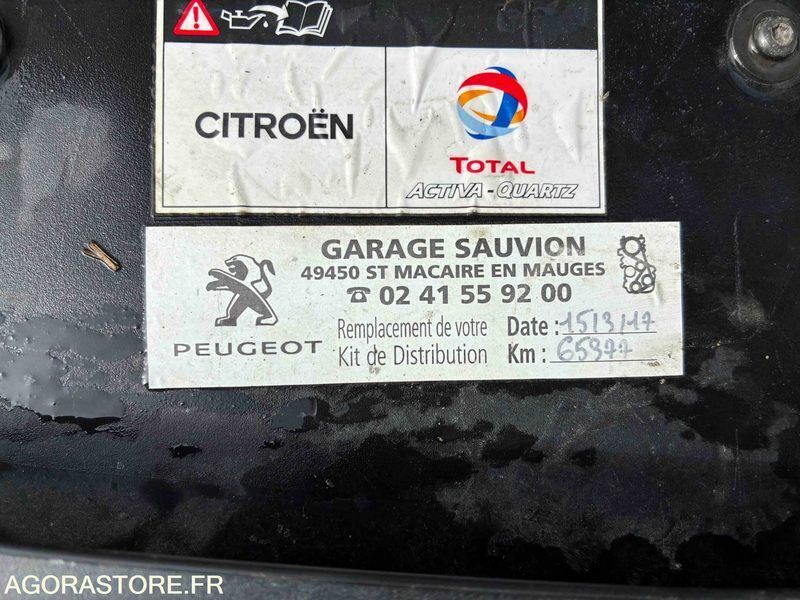 CITROËN
TOTAL
ACTIVA - QUARTZ
GARAGE SAUVION
49450 ST MACAIRE EN MAUGES
☎ 02 41 55 92 00
PEUGEOT
Remplacement de votre Date : 15/3/17
Kit de Distribution Km : 65977
AGORASTORE.FR